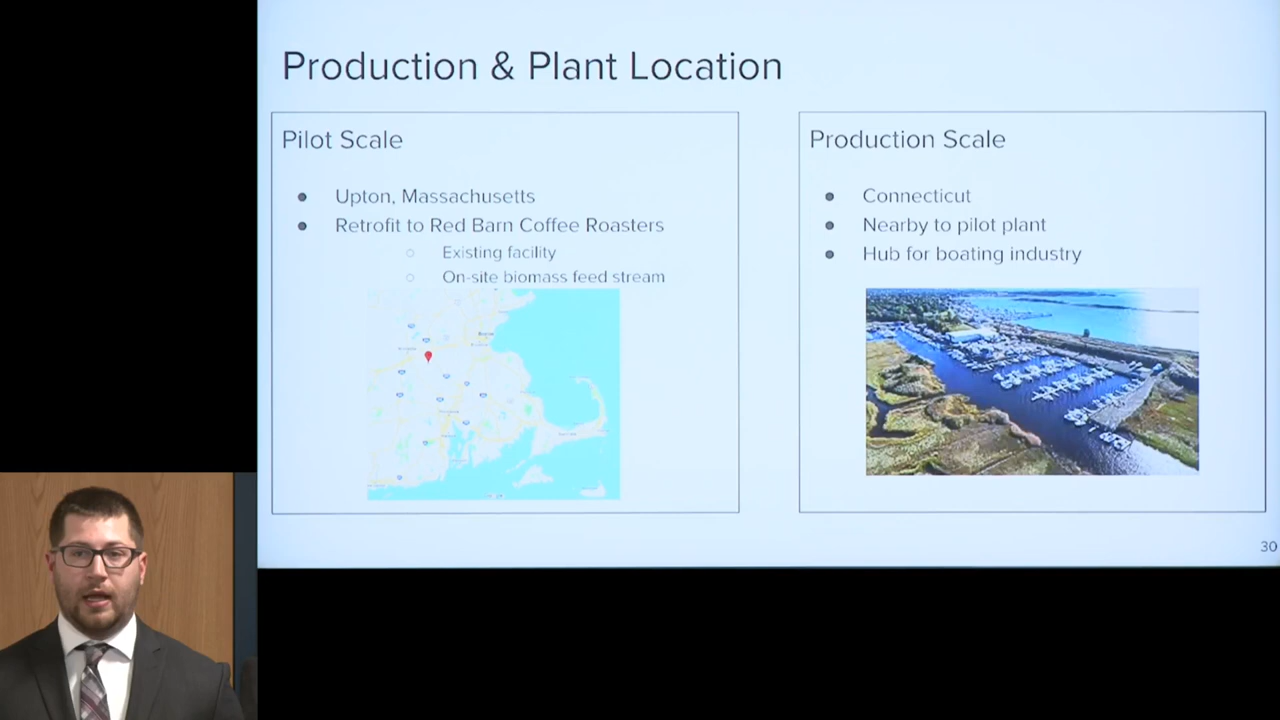 Production & Plant Location
Pilot Scale
Upton, Massachusetts
Retrofit to Red Barn Coffee Roasters
Existing facility
On-site biomass feed stream
Production Scale
Connecticut
Nearby to pilot plant
Hub for boating industry
30